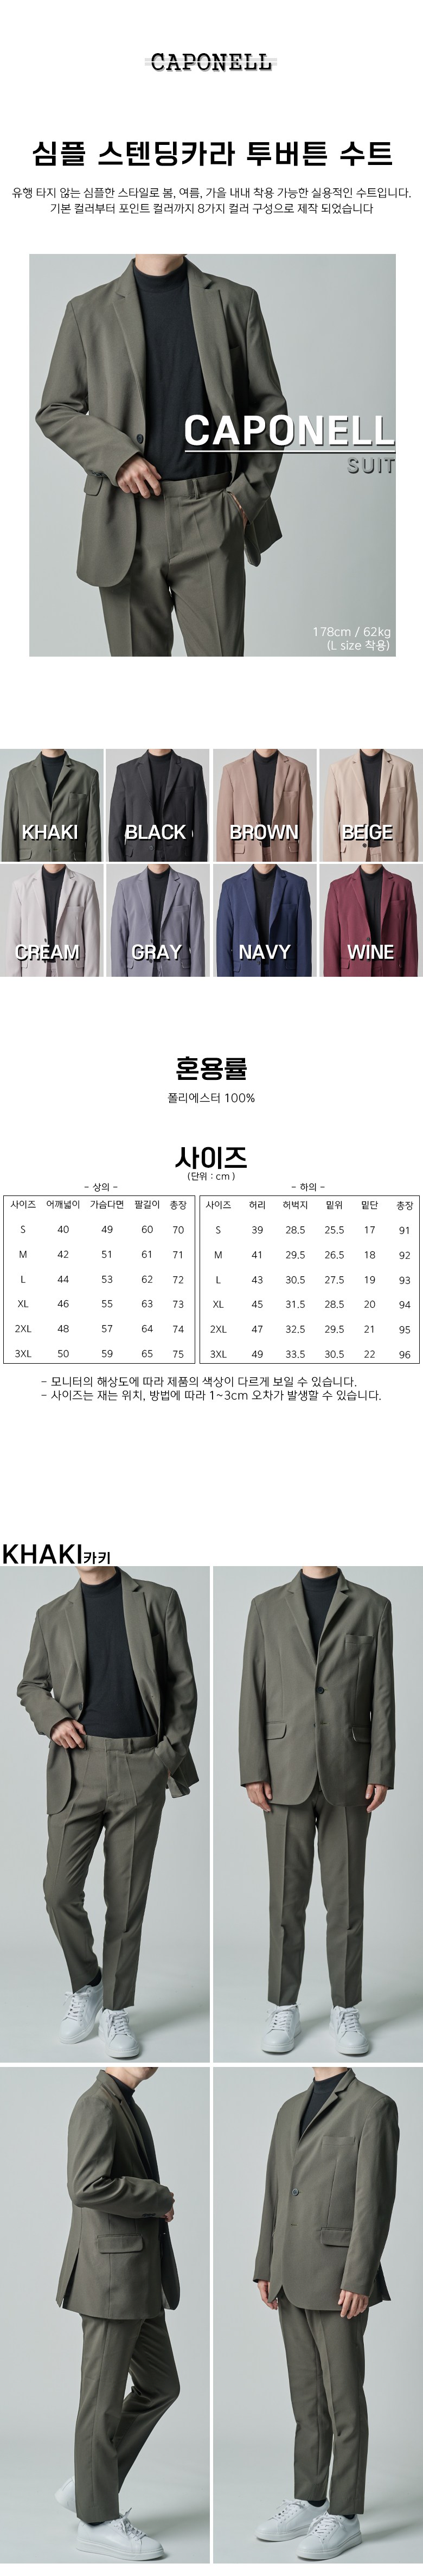 CAPONELL
심플 스텐딩카라 투버튼 수트
유행 타지 않는 심플한 스타일로 봄, 여름, 가을 내내 착용 가능한 실용적인 수트입니다.
기본 컬러부터 포인트 컬러까지 8가지 컬러 구성으로 제작 되었습니다
CAPONELL
SUIT
178cm / 62kg
(L size 착용)
KHAKI BLACK BROWN BEIGE
CREAM GRAY NAVY WINE
혼용률
폴리에스터 100%
사이즈
(단위 : cm )
- 상의 -
사이즈 어깨넓이 가슴다면 팔길이 총장
S 40 49 60 70
M 42 51 61 71
L 44 53 62 72
XL 46 55 63 73
2XL 48 57 64 74
3XL 50 59 65 75
- 하의 -
사이즈 허리 허벅지 밑위 밑단 총장
S 39 28.5 25.5 17 91
M 41 29.5 26.5 18 92
L 43 30.5 27.5 19 93
XL 45 31.5 28.5 20 94
2XL 47 32.5 29.5 21 95
3XL 49 33.5 30.5 22 96
- 모니터의 해상도에 따라 제품의 색상이 다르게 보일 수 있습니다.
- 사이즈는 재는 위치, 방법에 따라 1~3cm 오차가 발생할 수 있습니다.
KHAKI카키